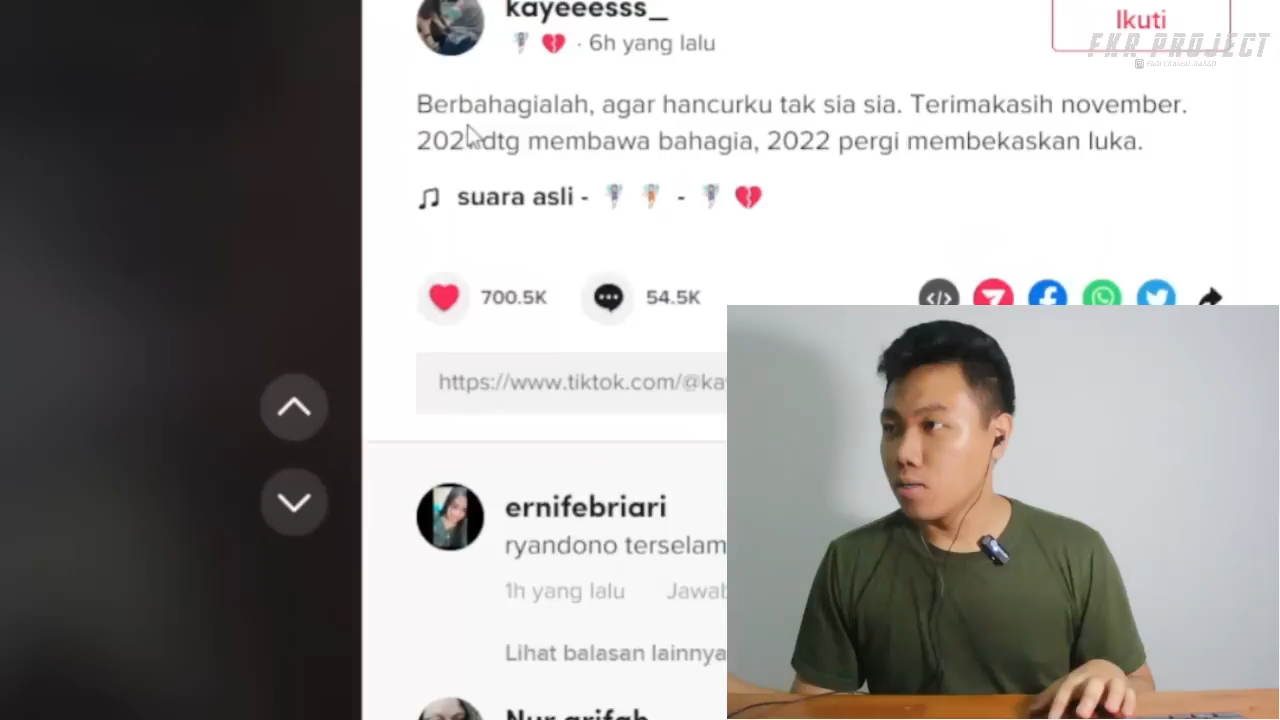 kayeeesss_
Ikuti
· 6h yang lalu
FKR PROJECT
Berbahagialah, agar hancurku tak sia sia. Terimakasih november.
dtg membawa bahagia, 2022 pergi membekaskan luka.
suara asli - -
700.5K
54.5K
https://www.tiktok.com/@ka
ernifebriari
ryandono terselam
1h yang lalu Jawab
Lihat balasan lainnya
Nur arifah